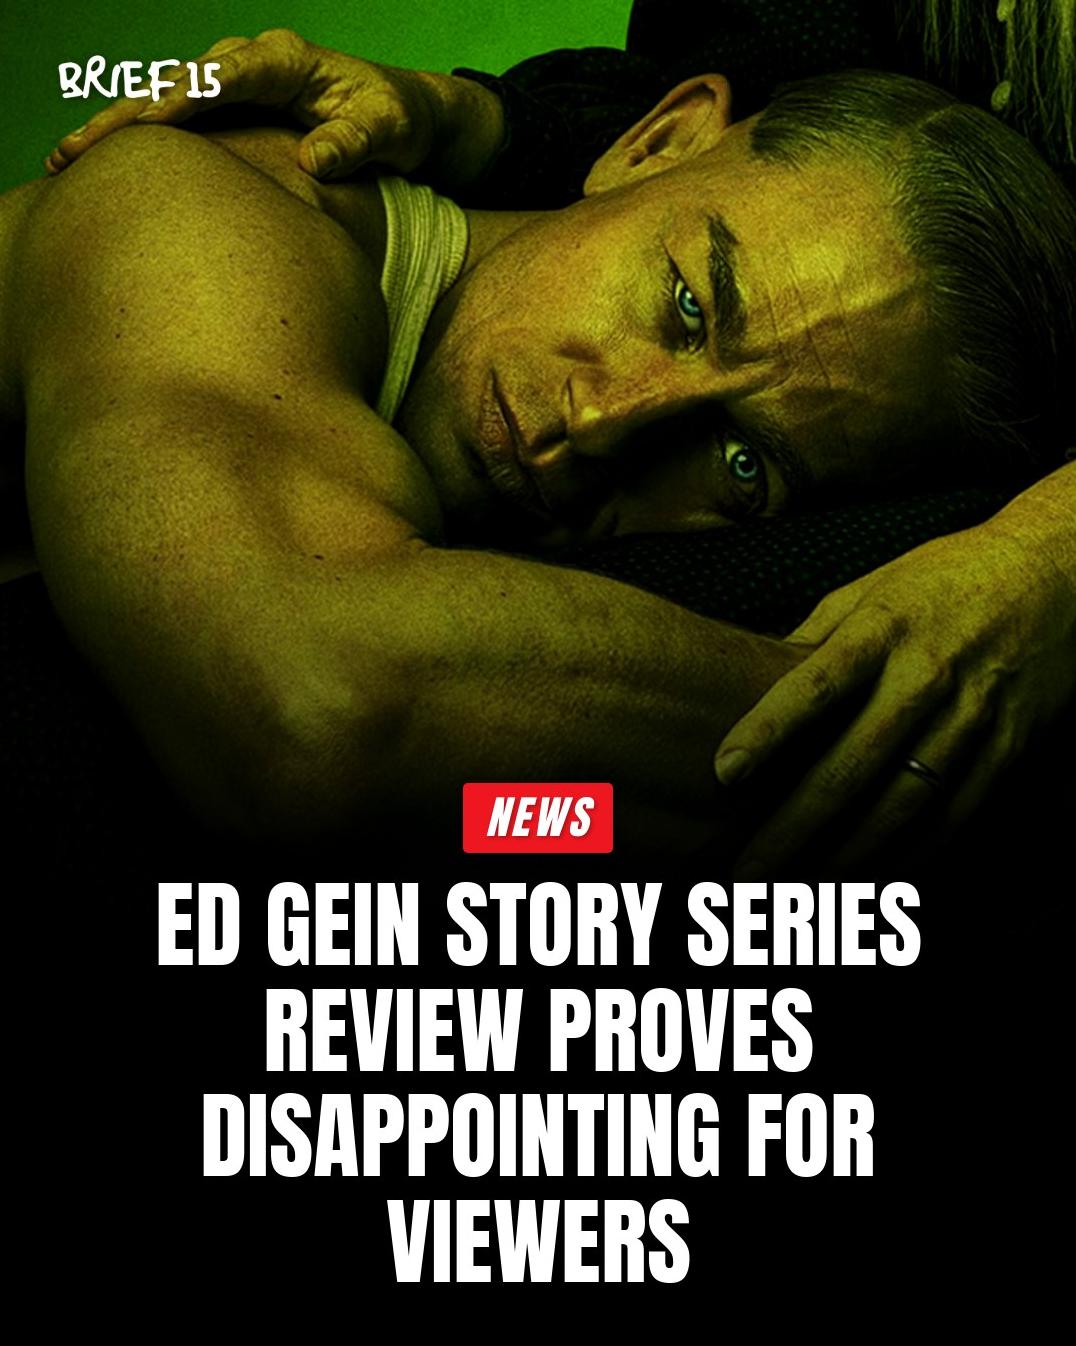 BRIEF 15
NEWS
ED GEIN STORY SERIES
REVIEW PROVES
DISAPPOINTING FOR
VIEWERS